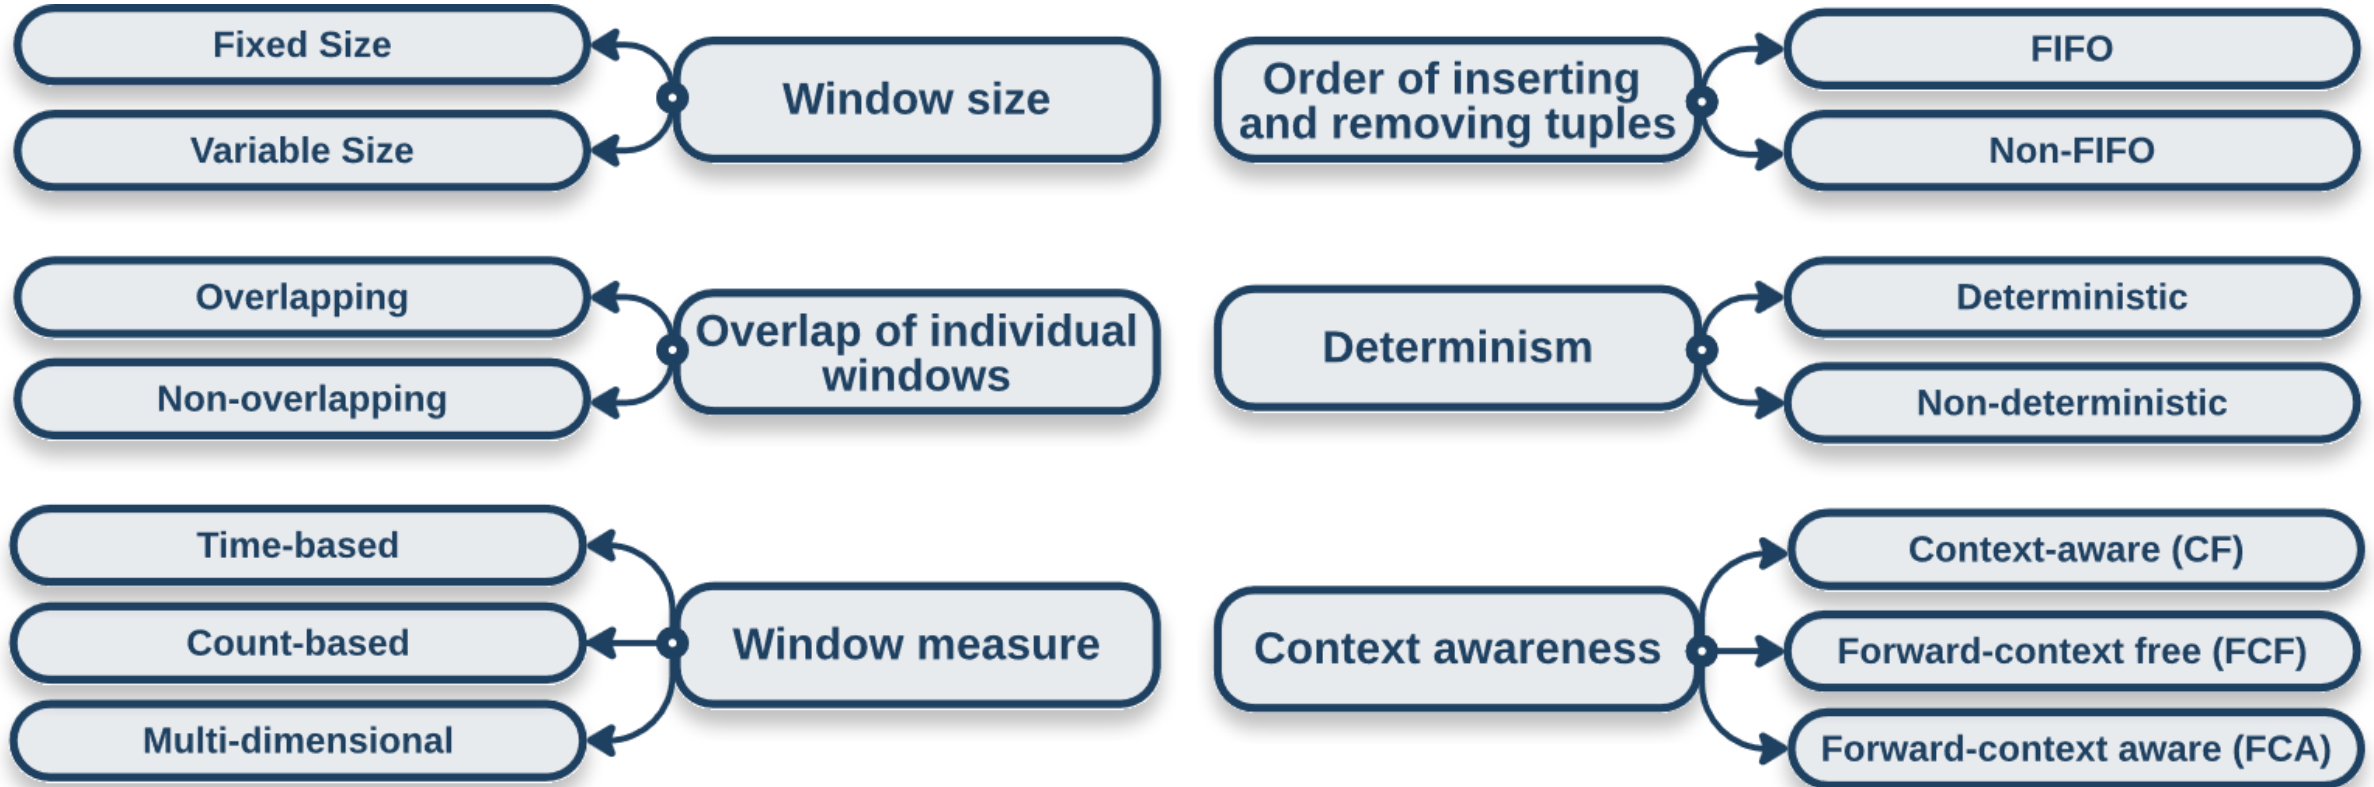 Fixed Size
Variable Size
Window size
Order of inserting
and removing tuples
FIFO
Non-FIFO
Overlapping
Non-overlapping
Overlap of individual
windows
Determinism
Deterministic
Non-deterministic
Time-based
Count-based
Multi-dimensional
Window measure
Context awareness
Context-aware (CF)
Forward-context free (FCF)
Forward-context aware (FCA)